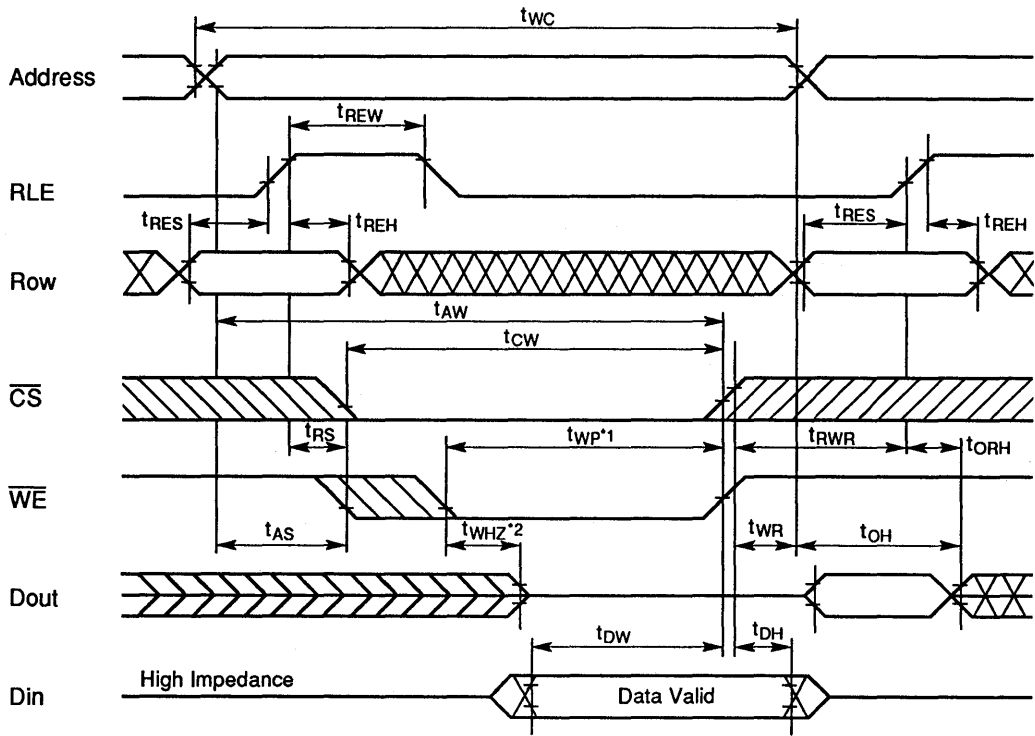 tWC
Address
tREW
RLE
tRES
tREH
tRES
tREH
Row
tAW
tCW
CS
tRS
tWP*1
tRWR
tORH
WE
tAS
tWHZ*2
tWR
tOH
Dout
tDW
tDH
Din
High Impedance
Data Valid